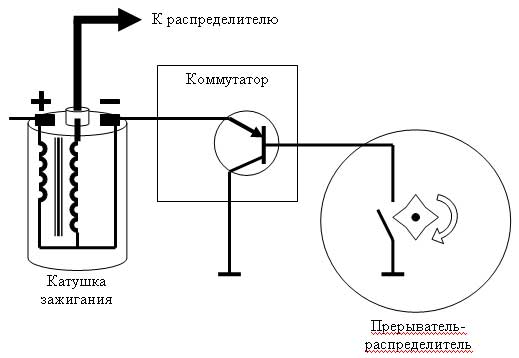 К распределителю
Коммутатор
+ −
Катушка
зажигания
Прерыватель-
распределитель